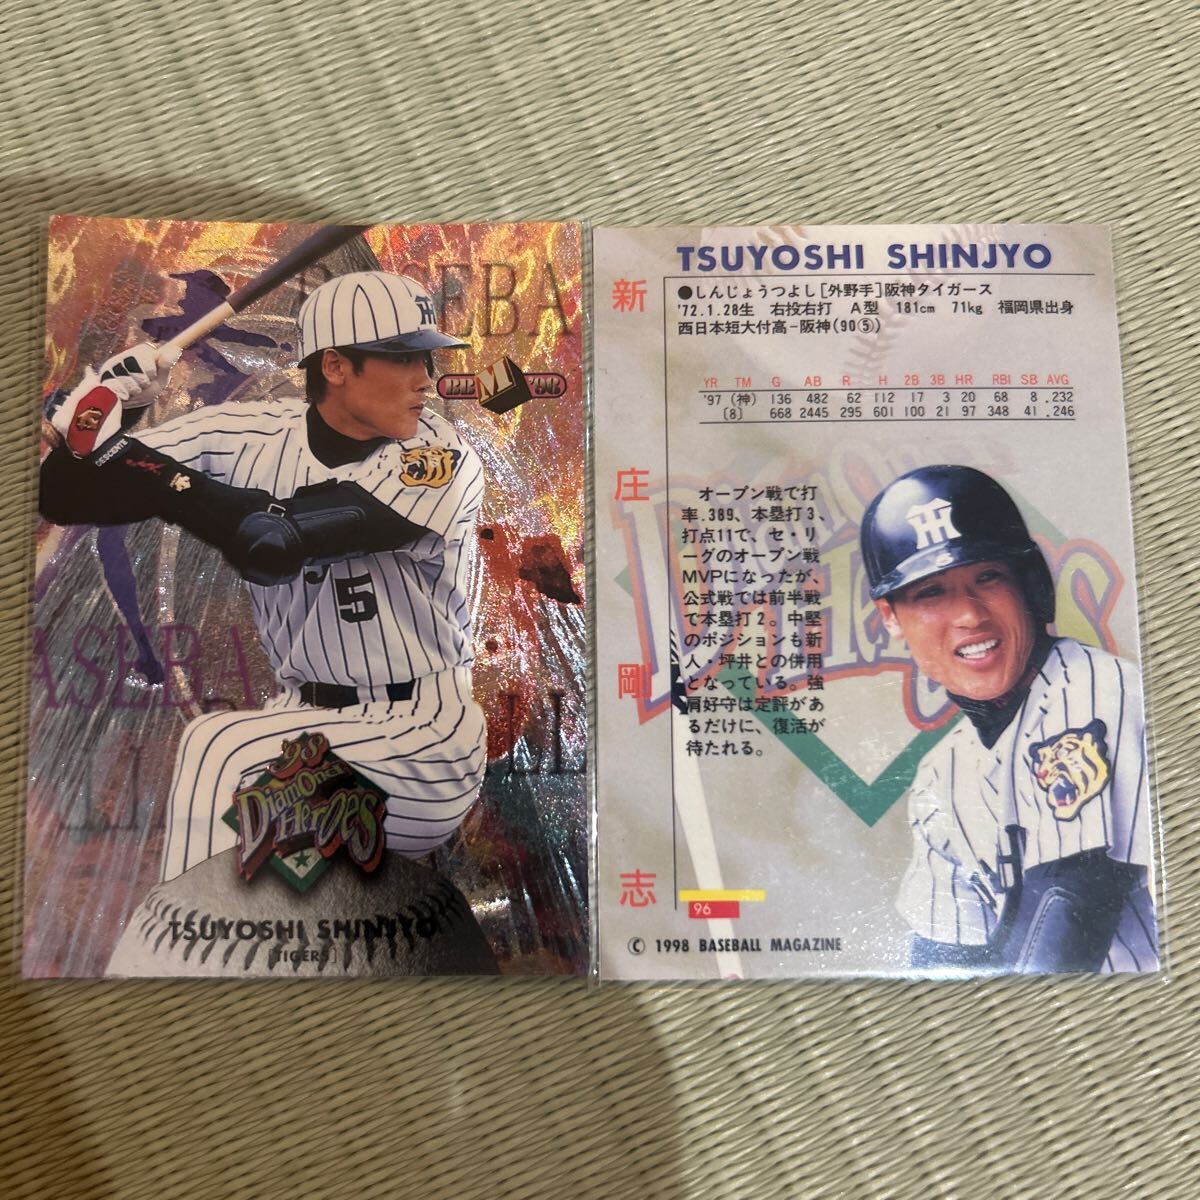 BASEBA
BBM '98
DESCENTE
5
ASEBA
LI
LI
'98
Diamond
Heroes
TSUYOSHI SHINJYO
[TIGERS]
TSUYOSHI SHINJYO
新庄剛志
●しんじょうつよし[外野手]阪神タイガース
'72.1.28生 右投右打 A型 181cm 71kg 福岡県出身
西日本短大付高−阪神(90⑤)
YR TM G AB R H 2B 3B HR RBI SB AVG
'97 (神) 136 482 62 112 17 3 20 68 8 .232
(8) 668 2445 295 601 100 21 97 348 41 .246
オープン戦で打
率.389、本塁打3、
打点11で、セ・リ
ーグのオープン戦
MVPになったが、
公式戦では前半戦
で本塁打2。中堅
のポジションも新
人・坪井との併用
となっている。強
肩好守は定評があ
るだけに、復活が
待たれる。
96
© 1998 BASEBALL MAGAZINE